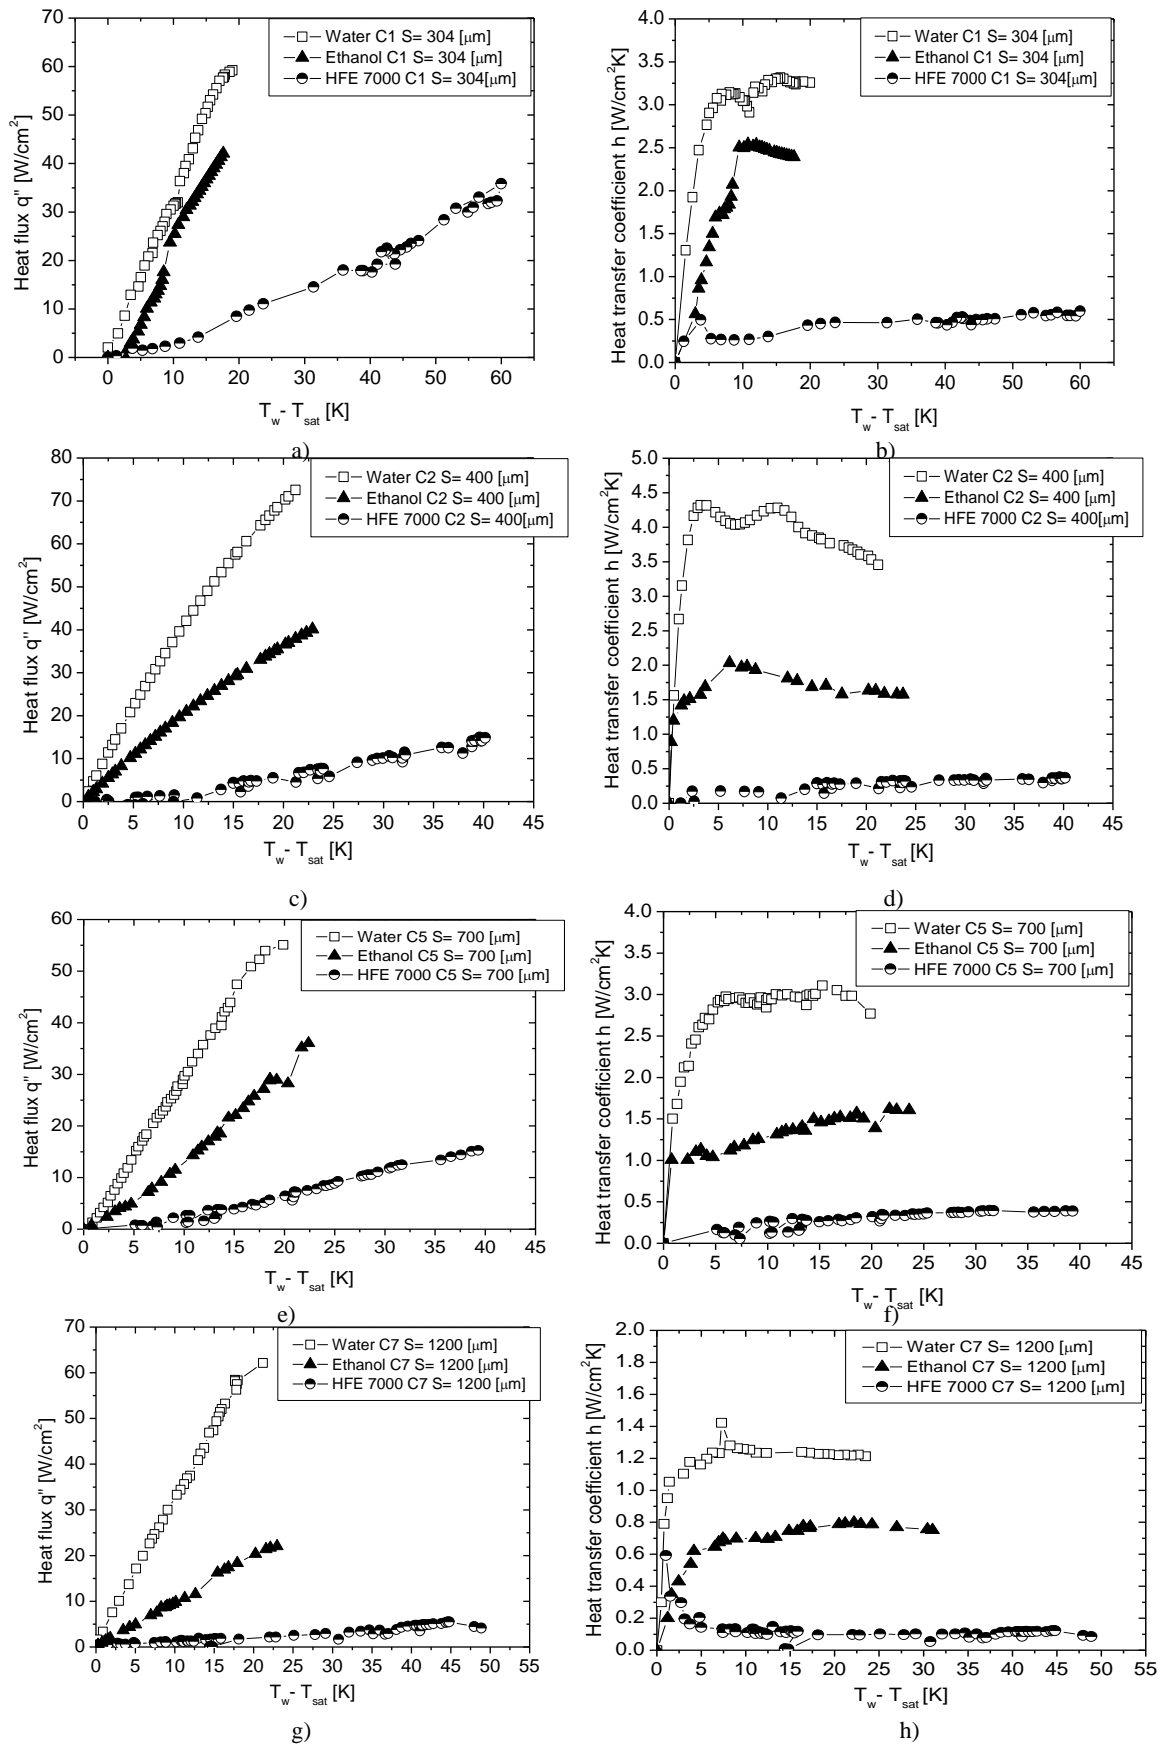 70
60
50
40
30
20
10
0
Heat flux q" [W/cm²]
Water C1 S= 304 [µm]
Ethanol C1 S= 304 [µm]
HFE 7000 C1 S= 304[µm]
0 10 20 30 40 50 60
T_w- T_sat [K]
a)
4.0
3.5
3.0
2.5
2.0
1.5
1.0
0.5
0.0
Heat transfer coefficient h [W/cm²K]
Water C1 S= 304 [µm]
Ethanol C1 S= 304 [µm]
HFE 7000 C1 S= 304[µm]
0 10 20 30 40 50 60
T_w- T_sat [K]
b)
80
70
60
50
40
30
20
10
0
Heat flux q" [W/cm²]
Water C2 S= 400 [µm]
Ethanol C2 S= 400 [µm]
HFE 7000 C2 S= 400[µm]
0 5 10 15 20 25 30 35 40 45
T_w- T_sat [K]
c)
5.0
4.5
4.0
3.5
3.0
2.5
2.0
1.5
1.0
0.5
0.0
Heat transfer coefficient h [W/cm²K]
Water C2 S= 400 [µm]
Ethanol C2 S= 400 [µm]
HFE 7000 C2 S= 400[µm]
0 5 10 15 20 25 30 35 40 45
T_w- T_sat [K]
d)
60
50
40
30
20
10
0
Heat flux q" [W/cm²]
Water C5 S= 700 [µm]
Ethanol C5 S= 700 [µm]
HFE 7000 C5 S= 700 [µm]
0 5 10 15 20 25 30 35 40 45
T_w- T_sat [K]
e)
4.0
3.5
3.0
2.5
2.0
1.5
1.0
0.5
0.0
Heat transfer coefficient h [W/cm²K]
Water C5 S= 700 [µm]
Ethanol C5 S= 700 [µm]
HFE 7000 C5 S= 700 [µm]
0 5 10 15 20 25 30 35 40 45
T_w- T_sat [K]
f)
70
60
50
40
30
20
10
0
Heat flux q" [W/cm²]
Water C7 S= 1200 [µm]
Ethanol C7 S= 1200 [µm]
HFE 7000 C7 S= 1200 [µm]
0 5 10 15 20 25 30 35 40 45 50 55
T_w- T_sat [K]
g)
2.0
1.8
1.6
1.4
1.2
1.0
0.8
0.6
0.4
0.2
0.0
Heat transfer coefficient h [W/cm²K]
Water C7 S= 1200 [µm]
Ethanol C7 S= 1200 [µm]
HFE 7000 C7 S= 1200 [µm]
0 5 10 15 20 25 30 35 40 45 50 55
T_w- T_sat [K]
h)